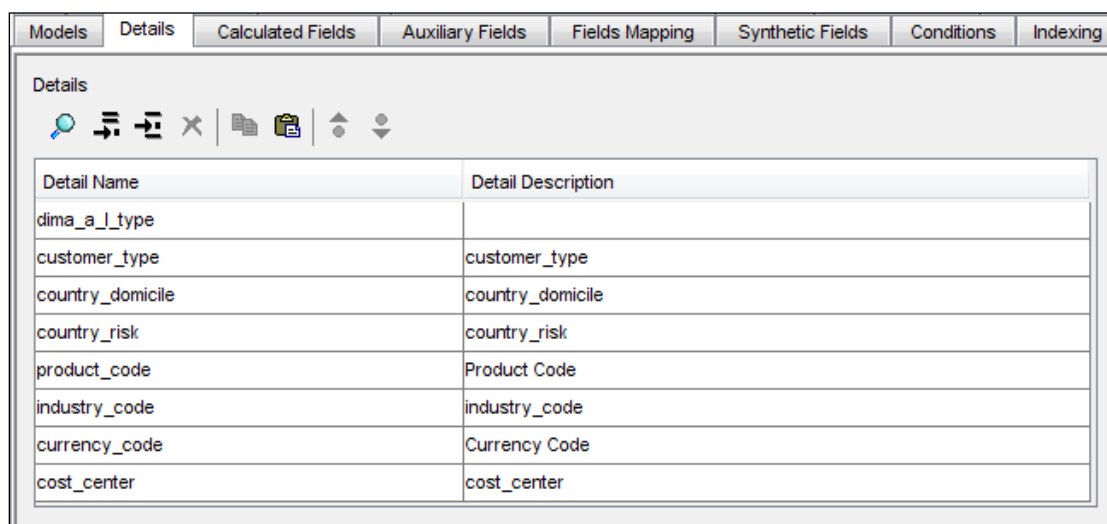 Models Details Calculated Fields Auxiliary Fields Fields Mapping Synthetic Fields Conditions Indexing
Details
Detail Name Detail Description
dima_a_l_type
customer_type customer_type
country_domicile country_domicile
country_risk country_risk
product_code Product Code
industry_code industry_code
currency_code Currency Code
cost_center cost_center